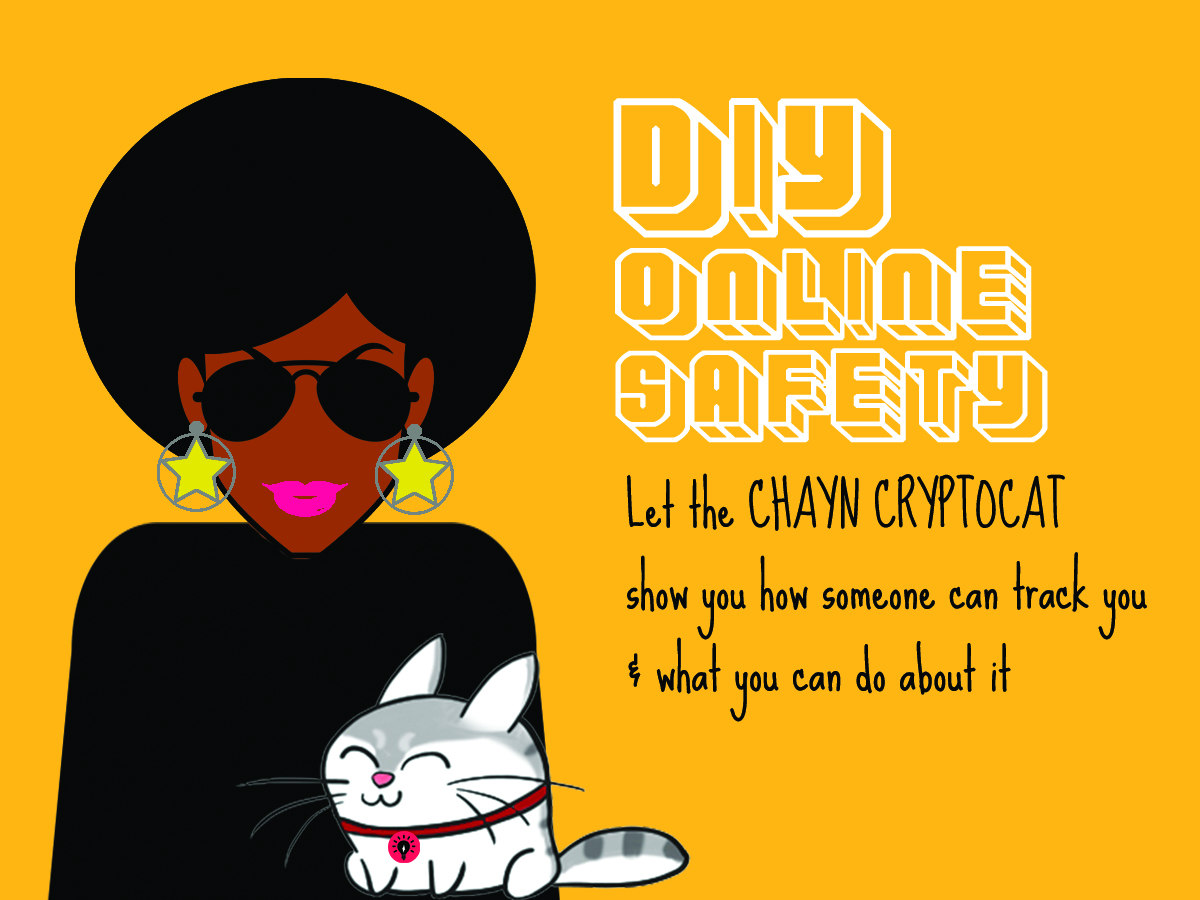 DIY
ONLINE
SAFETY
Let the CHAYN CRYPTOCAT
show you how someone can track you
& what you can do about it